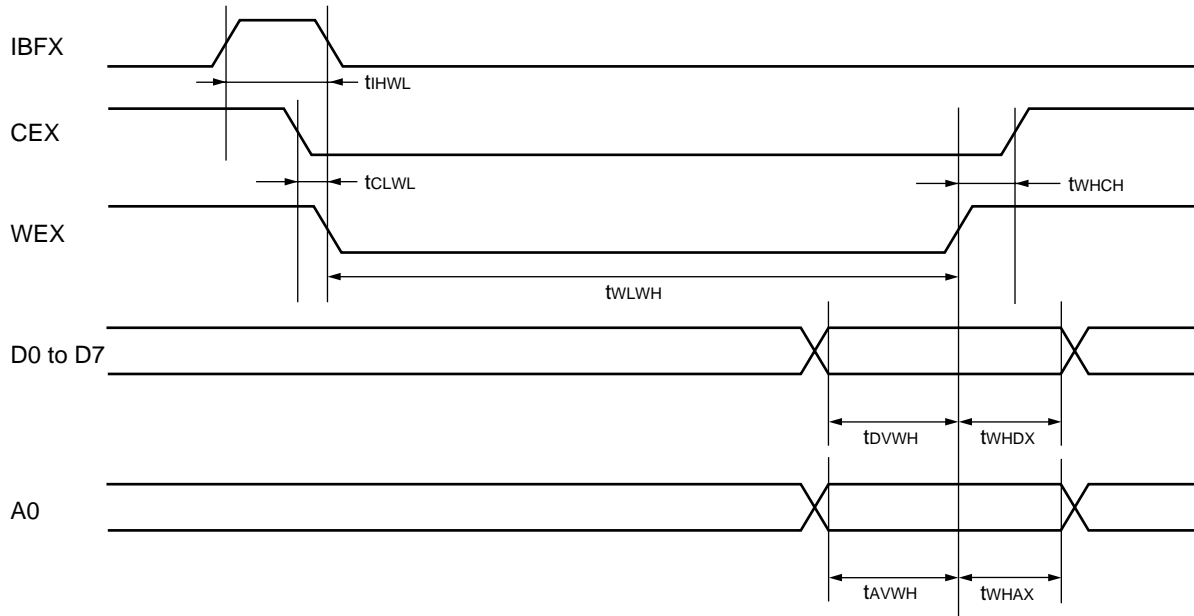 IBFX
tIHWL
CEX
tCLWL
tWHCH
WEX
tWLWH
D0 to D7
tDVWH
tWHDX
A0
tAVWH
tWHAX